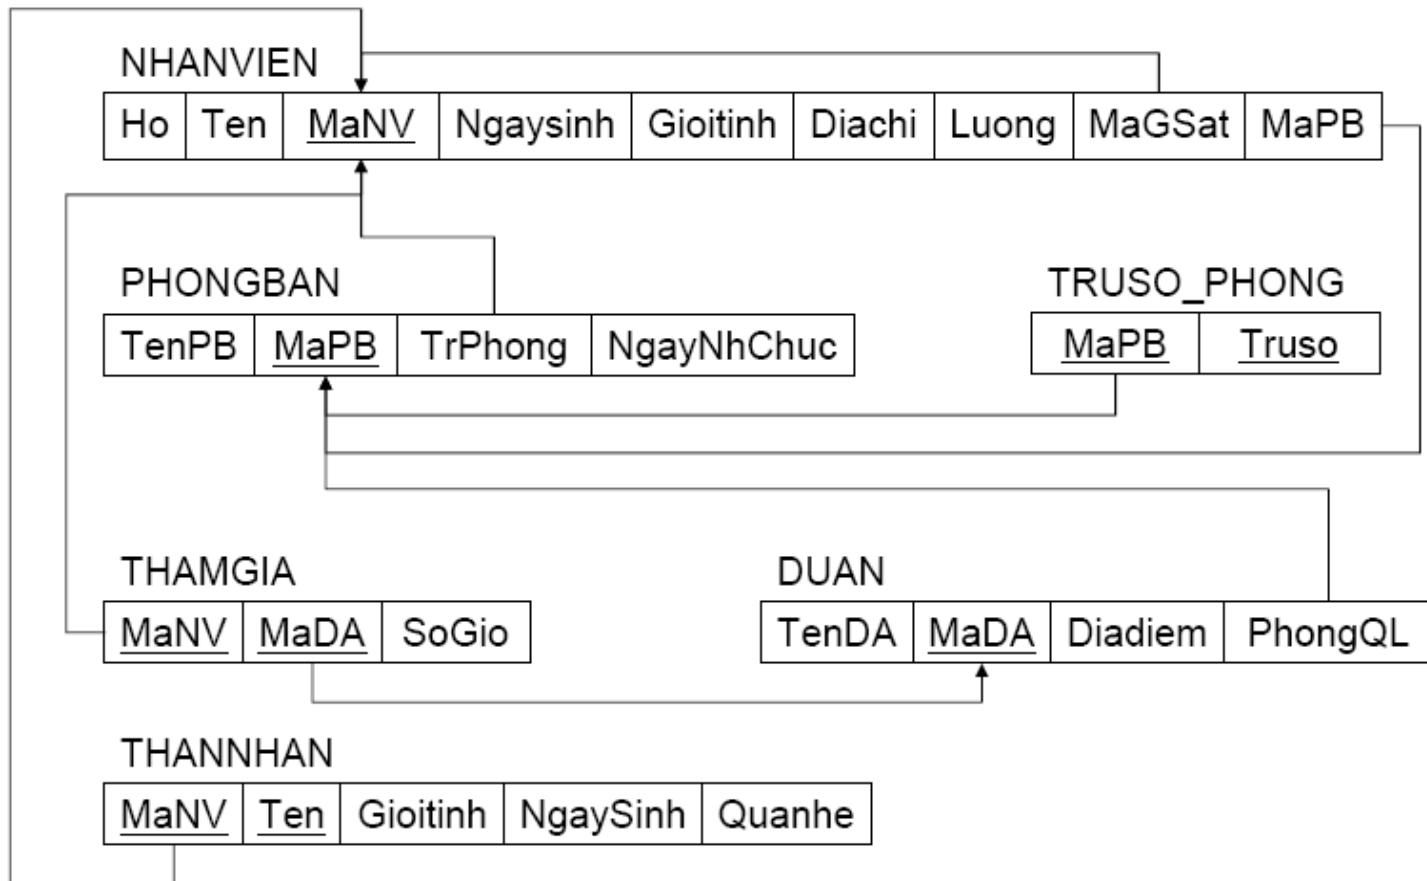 NHANVIEN
Ho Ten MaNV Ngaysinh Gioitinh Diachi Luong MaGSat MaPB
PHONGBAN
TenPB MaPB TrPhong NgayNhChuc
TRUSO_PHONG
MaPB Truso
THAMGIA
MaNV MaDA SoGio
DUAN
TenDA MaDA Diadiem PhongQL
THANNHAN
MaNV Ten Gioitinh NgaySinh Quanhe